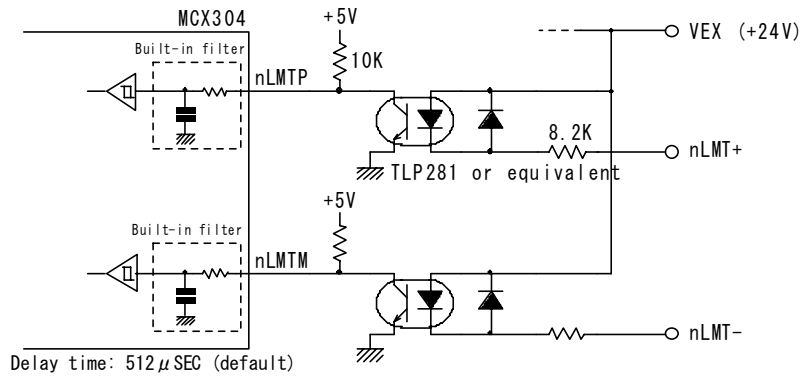 MCX304
+5V
VEX (+24V)
Built-in filter
10K
nLMTP
8.2K
nLMT+
TLP281 or equivalent
+5V
Built-in filter
nLMTM
nLMT-
Delay time: 512μSEC (default)